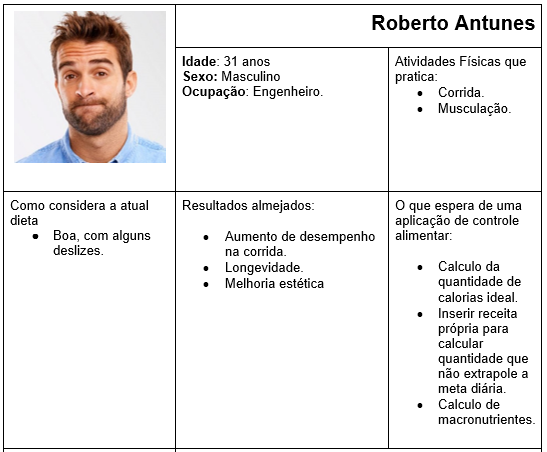 Roberto Antunes
Idade: 31 anos
Sexo: Masculino
Ocupação: Engenheiro.
Atividades Físicas que
pratica:
• Corrida.
• Musculação.
Como considera a atual
dieta
• Boa, com alguns
deslizes.
Resultados almejados:
• Aumento de desempenho
na corrida.
• Longevidade.
• Melhoria estética
O que espera de uma
aplicação de controle
alimentar:
• Calculo da
quantidade de
calorias ideal.
• Inserir receita
própria para
calcular
quantidade que
não extrapole a
meta diária.
• Calculo de
macronutrientes.